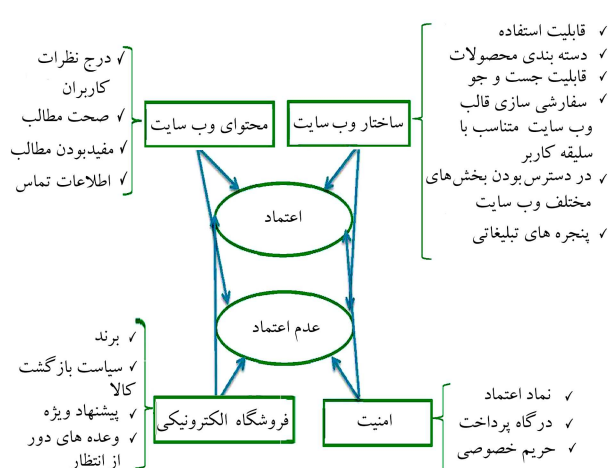 قابلیت استفاده
دسته بندی محصولات
قابلیت جست و جو
سفارشی سازی قالب
وب سایت متناسب با
سلیقه کاربر
در دسترس‌بودن بخش‌های
مختلف وب سایت
پنجره های تبلیغاتی
ساختار وب سایت
محتوای وب سایت
درج نظرات
کاربران
صحت مطالب
مفیدبودن مطالب
اطلاعات تماس
اعتماد
عدم اعتماد
امنیت
نماد اعتماد
درگاه پرداخت
حریم خصوصی
فروشگاه الکترونیکی
برند
سیاست بازگشت
کالا
پیشنهاد ویژه
وعده های دور
از انتظار